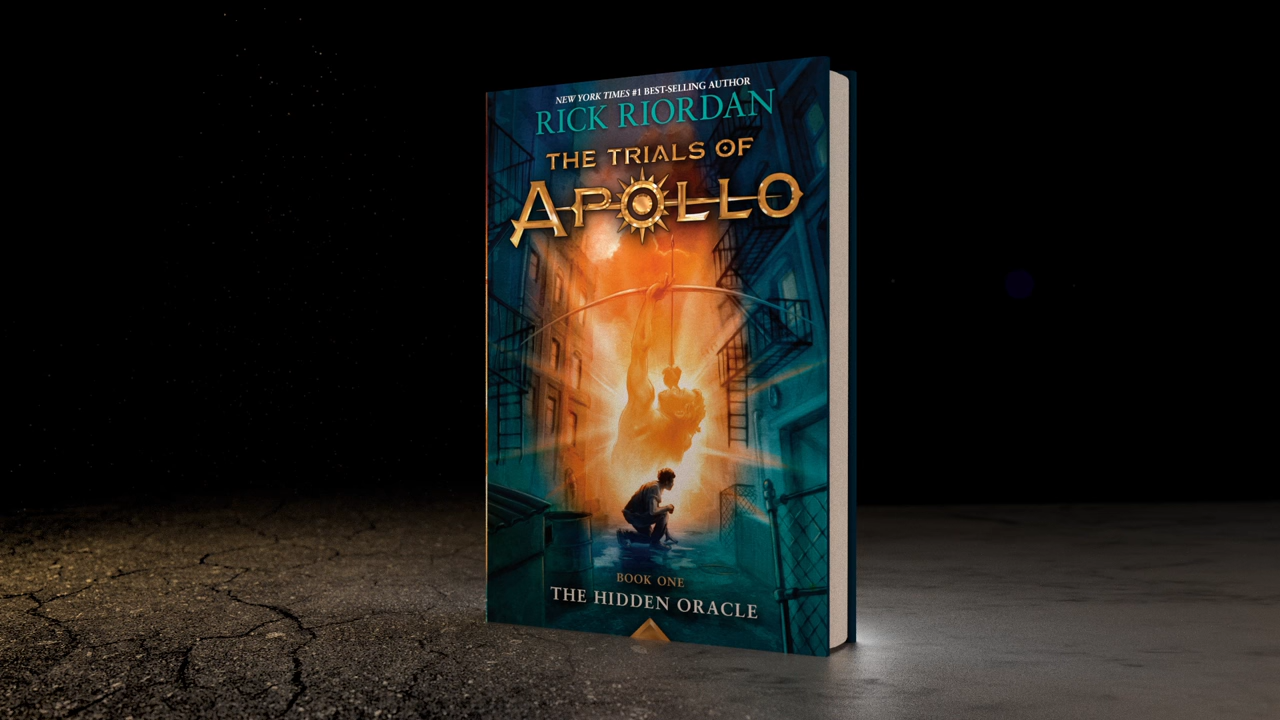 NEW YORK TIMES #1 BEST-SELLING AUTHOR
RICK RIORDAN
THE TRIALS OF
APOLLO
BOOK ONE
THE HIDDEN ORACLE